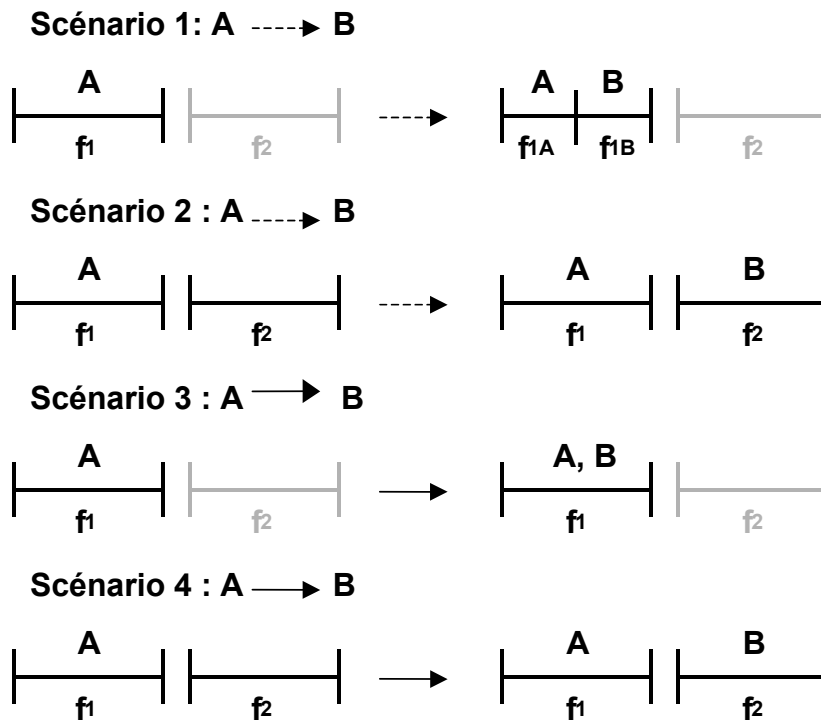 Scénario 1: A B
A A B
f1 f2 f1A f1B f2
Scénario 2 : A B
A A B
f1 f2 f1 f2
Scénario 3 : A B
A A, B
f1 f2 f1 f2
Scénario 4 : A B
A A B
f1 f2 f1 f2